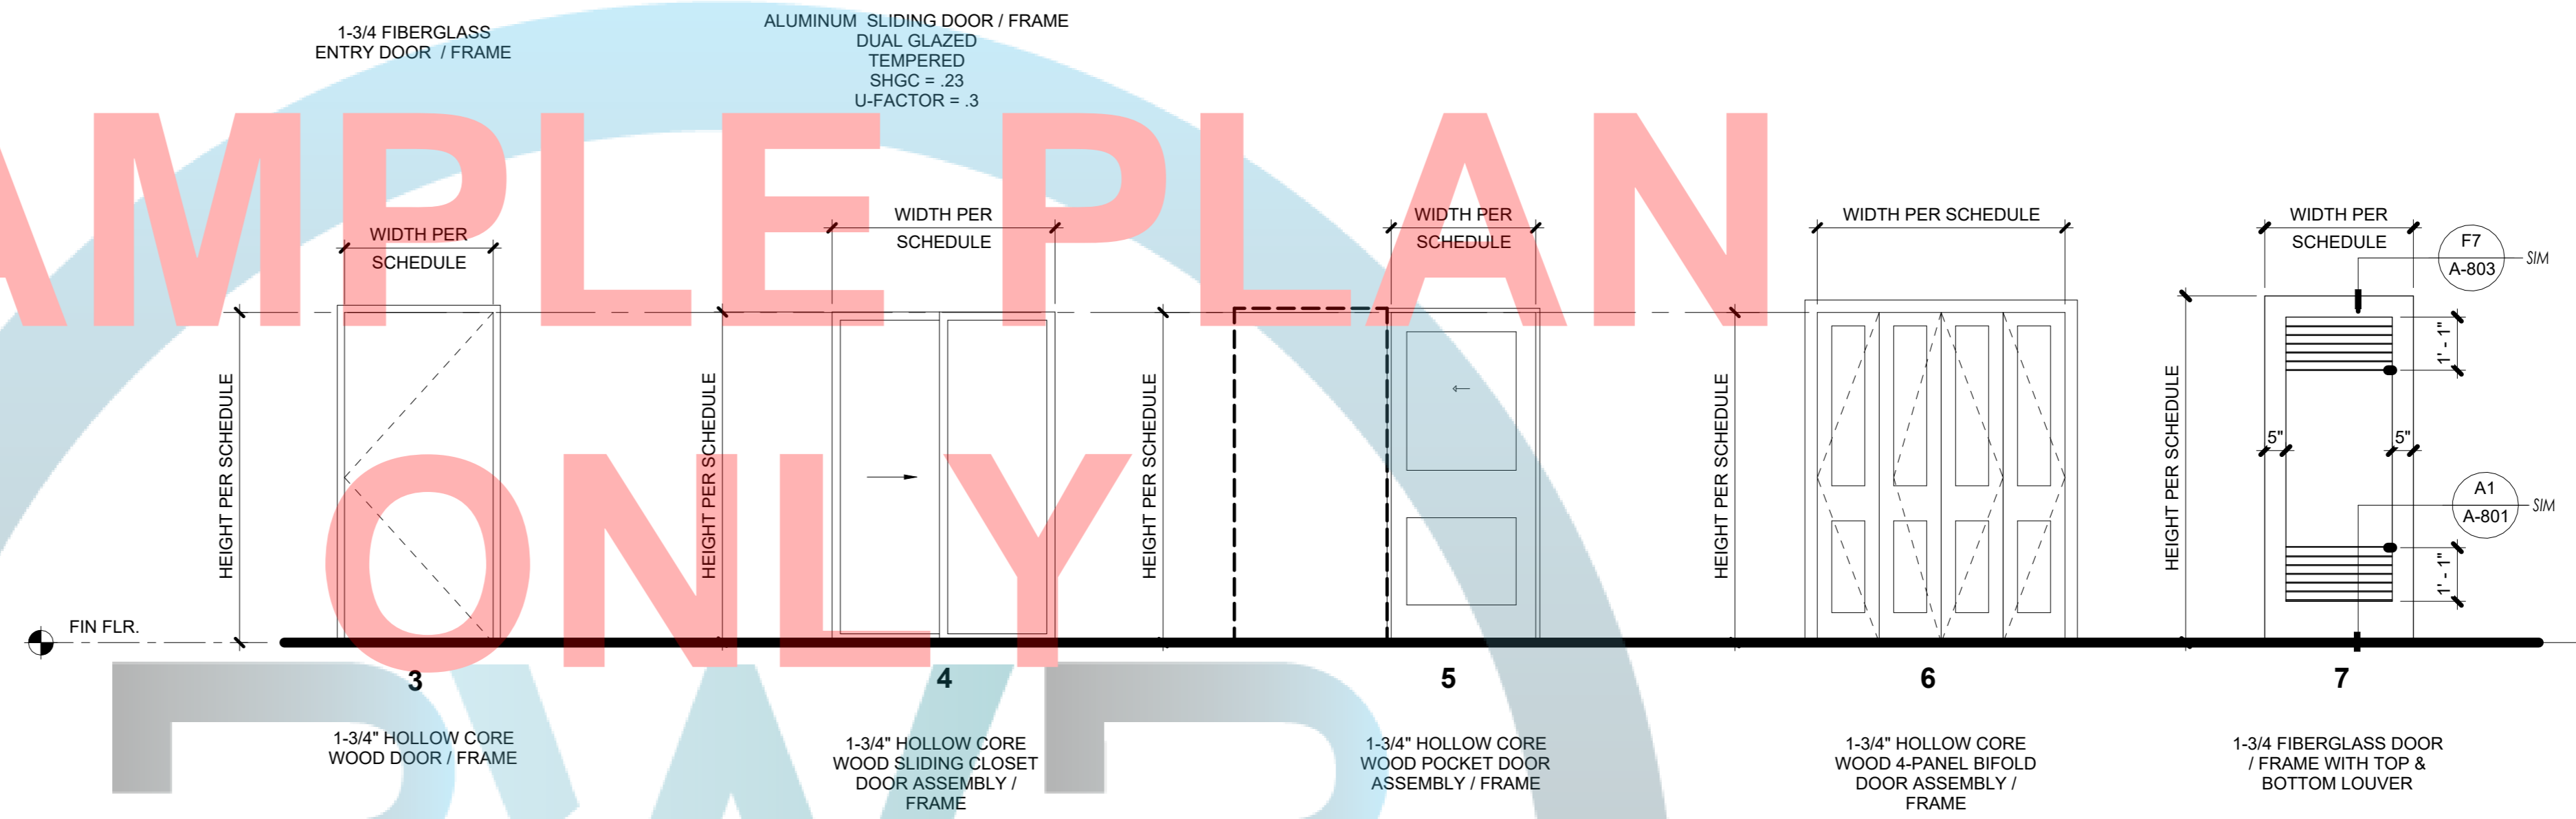 1-3/4 FIBERGLASS
ENTRY DOOR / FRAME
ALUMINUM SLIDING DOOR / FRAME
DUAL GLAZED
TEMPERED
SHGC = .23
U-FACTOR = .3
AMPLE PLAN
ONLY
WIDTH PER
SCHEDULE
WIDTH PER
SCHEDULE
WIDTH PER
SCHEDULE
WIDTH PER SCHEDULE
WIDTH PER
SCHEDULE
F7
A-803
SIM
HEIGHT PER SCHEDULE
HEIGHT PER SCHEDULE
HEIGHT PER SCHEDULE
HEIGHT PER SCHEDULE
HEIGHT PER SCHEDULE
1' - 1"
5"
5"
A1
A-801
SIM
1' - 1"
FIN FLR.
3
4
5
6
7
1-3/4" HOLLOW CORE
WOOD DOOR / FRAME
1-3/4" HOLLOW CORE
WOOD SLIDING CLOSET
DOOR ASSEMBLY /
FRAME
1-3/4" HOLLOW CORE
WOOD POCKET DOOR
ASSEMBLY / FRAME
1-3/4" HOLLOW CORE
WOOD 4-PANEL BIFOLD
DOOR ASSEMBLY /
FRAME
1-3/4 FIBERGLASS DOOR
/ FRAME WITH TOP &
BOTTOM LOUVER